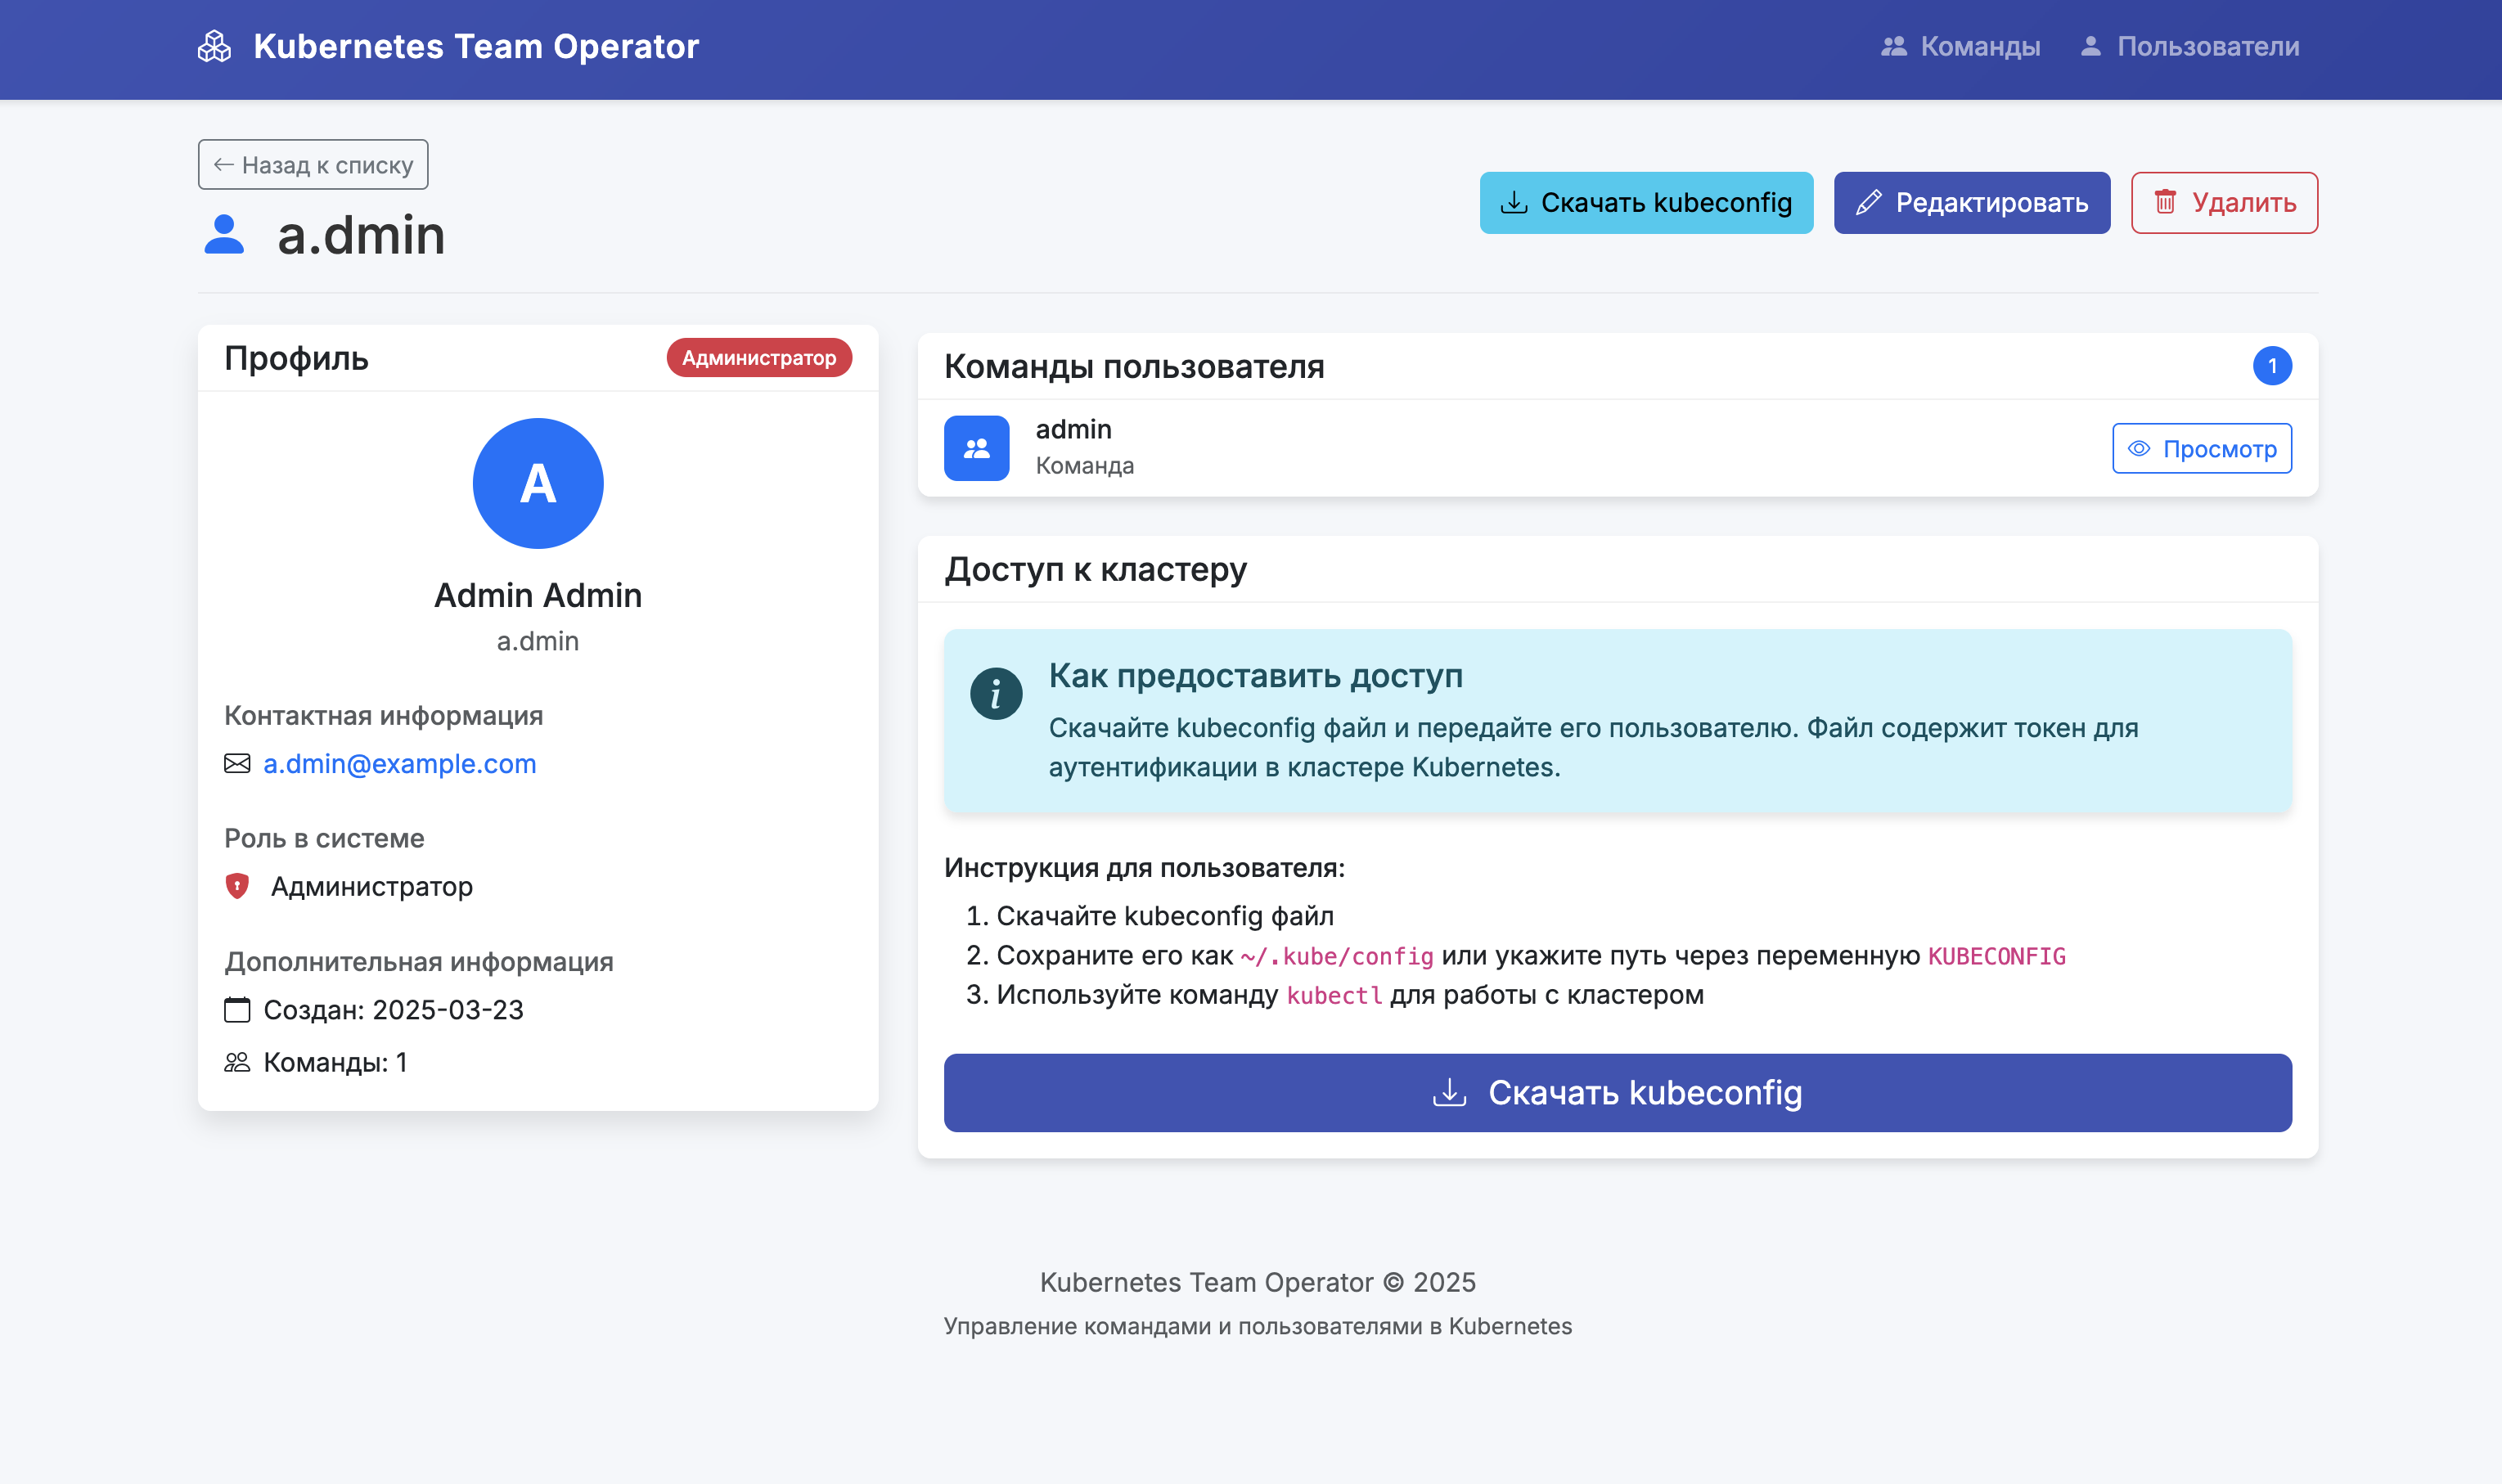 Kubernetes Team Operator
Команды
Пользователи
Назад к списку
a.dmin
Скачать kubeconfig
Редактировать
Удалить
Профиль
Администратор
A
Admin Admin
a.dmin
Контактная информация
a.dmin@example.com
Роль в системе
Администратор
Дополнительная информация
Создан: 2025-03-23
Команды: 1
Команды пользователя
1
admin
Команда
Просмотр
Доступ к кластеру
Как предоставить доступ
Скачайте kubeconfig файл и передайте его пользователю. Файл содержит токен для
аутентификации в кластере Kubernetes.
Инструкция для пользователя:
1. Скачайте kubeconfig файл
2. Сохраните его как ~/.kube/config или укажите путь через переменную KUBECONFIG
3. Используйте команду kubectl для работы с кластером
Скачать kubeconfig
Kubernetes Team Operator © 2025
Управление командами и пользователями в Kubernetes